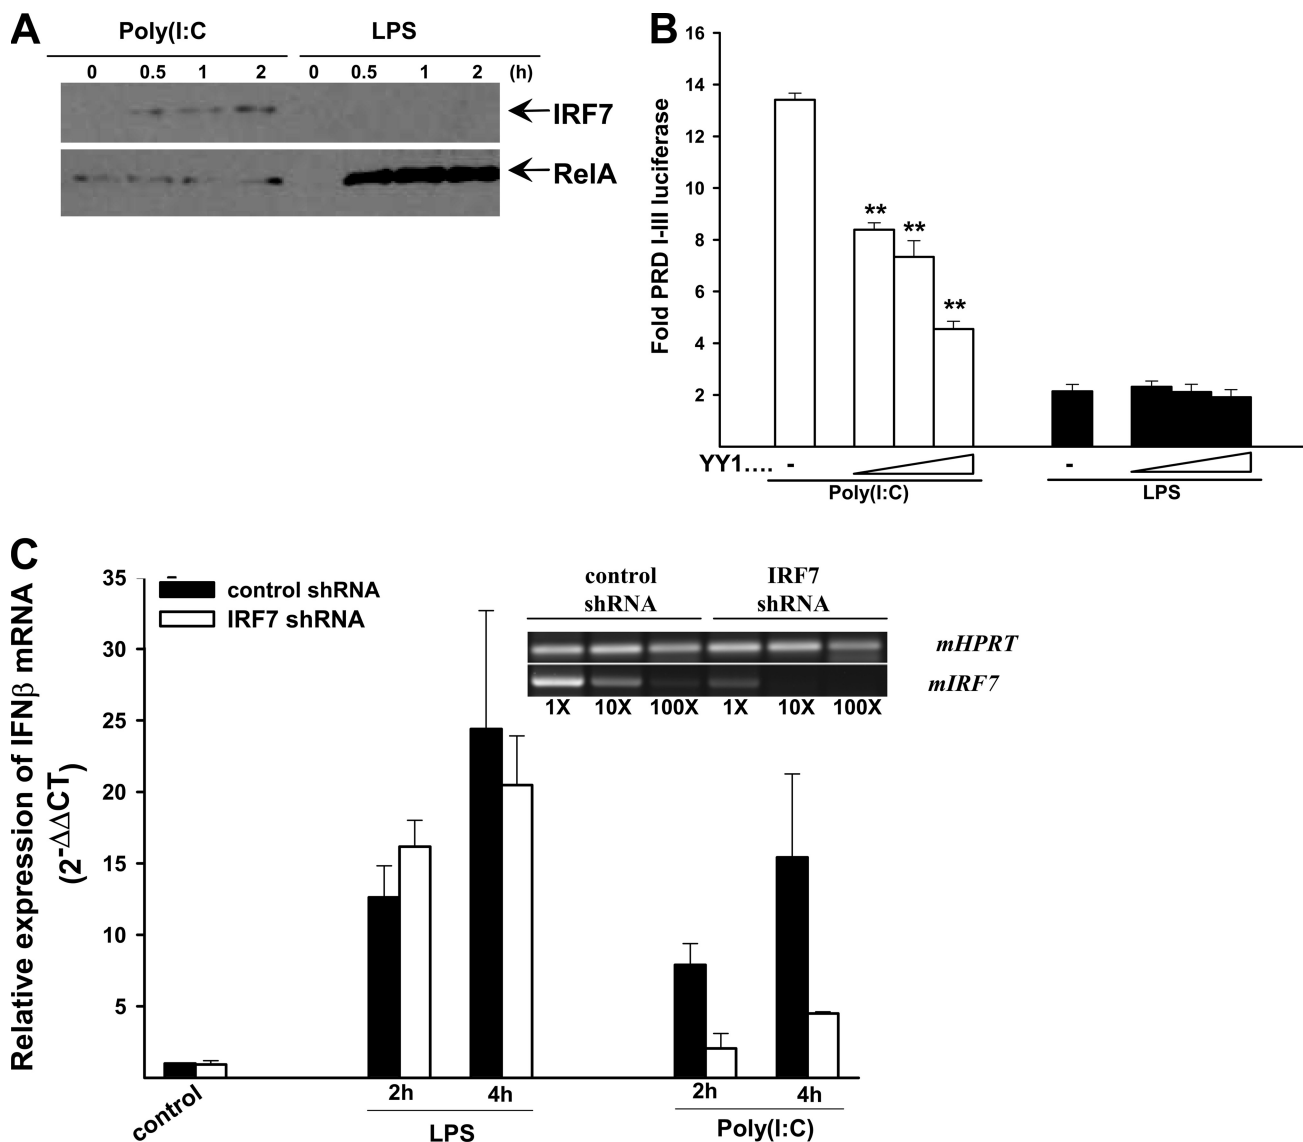 A
Poly(I:C LPS
0 0.5 1 2 0 0.5 1 2 (h)
IRF7
RelA
B
Fold PRD I-III luciferase
16
14
12
10
8
6
4
2
**
**
**
YY1.... - -
Poly(I:C) LPS
C
Relative expression of IFNβ mRNA
(2-ΔΔCT)
35
30
25
20
15
10
5
control shRNA
IRF7 shRNA
control IRF7
shRNA shRNA
mHPRT
mIRF7
1X 10X 100X 1X 10X 100X
control 2h 4h 2h 4h
LPS Poly(I:C)